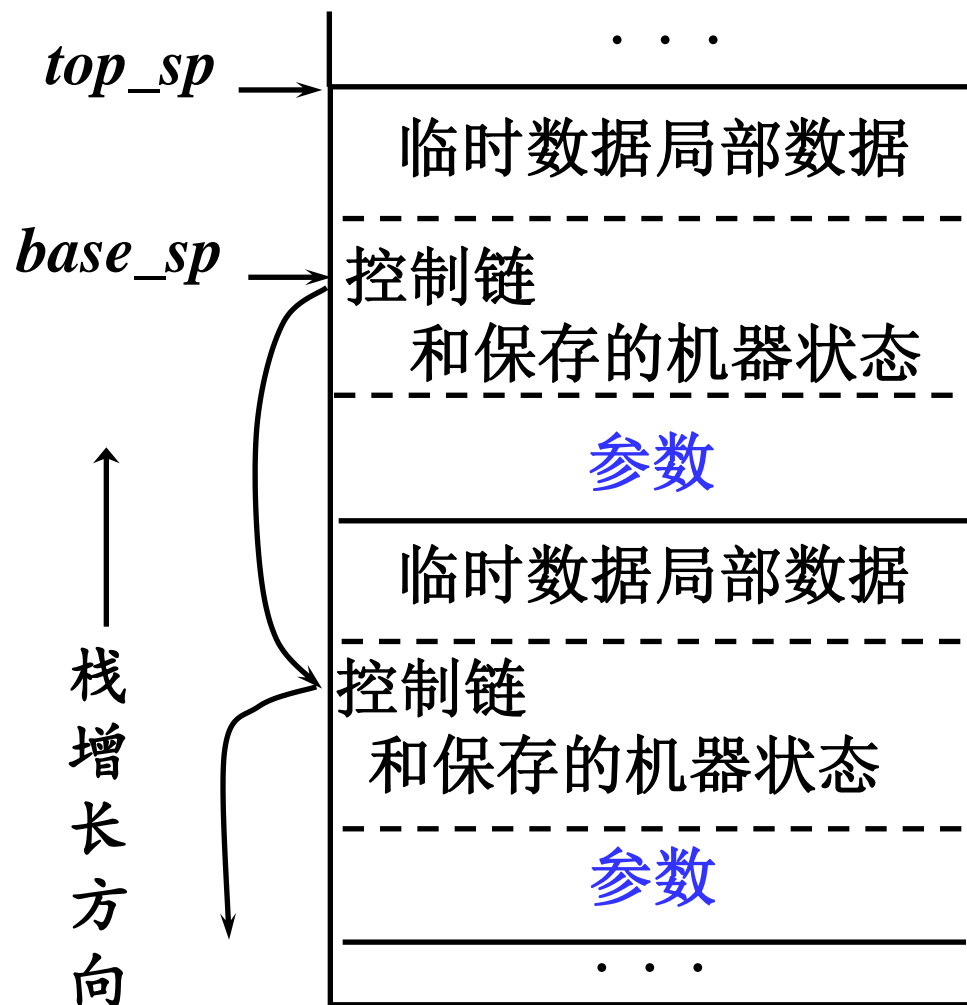 . . .
top_sp
临时数据局部数据
base_sp
控制链
和保存的机器状态
参数
临时数据局部数据
控制链
和保存的机器状态
参数
. . .
栈
增
长
方
向